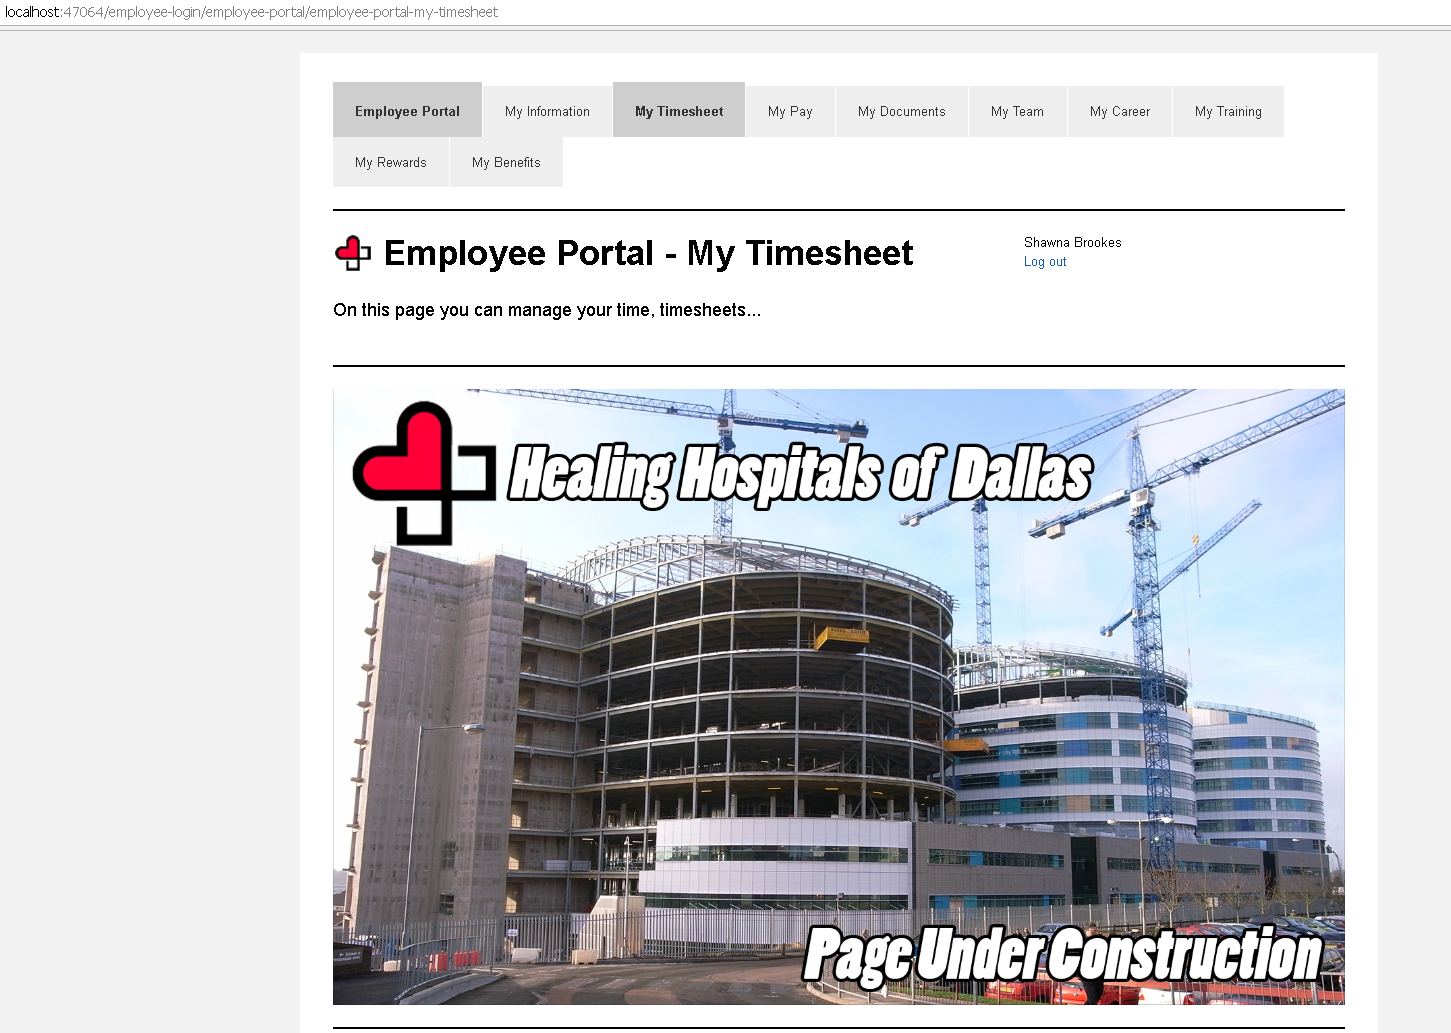 localhost:47064/employee-login/employee-portal/employee-portal-my-timesheet
Employee Portal My Information My Timesheet My Pay My Documents My Team My Career My Training
My Rewards My Benefits
Employee Portal - My Timesheet
Shawna Brookes
Log out
On this page you can manage your time, timesheets...
Healing Hospitals of Dallas
Page Under Construction